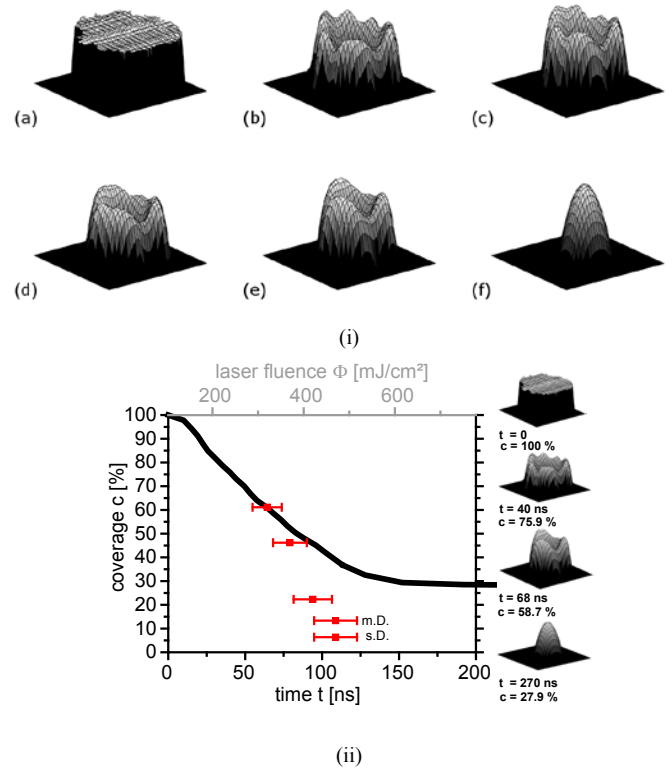 (a)
(b)
(c)
(d)
(e)
(f)
(i)
laser fluence Φ [mJ/cm²]
200 400 600
100
90
80
70
60
50
40
30
20
10
0
coverage c [%]
m.D.
s.D.
0 50 100 150 200
time t [ns]
t = 0
c = 100 %
t = 40 ns
c = 75.9 %
t = 68 ns
c = 58.7 %
t = 270 ns
c = 27.9 %
(ii)